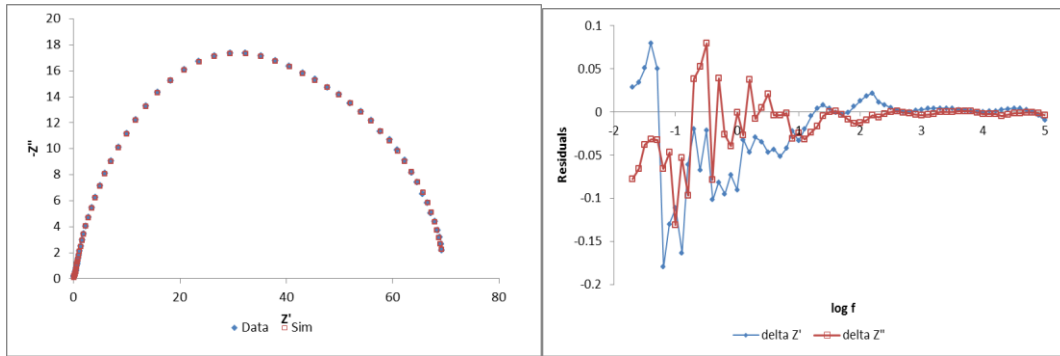 20
18
16
14
12
10
8
6
4
2
0
-Z"
0 20 40 60 80
Z'
Data Sim
0.1
0.05
0
-0.05
-0.1
-0.15
-0.2
Residuals
-2 -1 0 1 2 3 4 5
log f
delta Z' delta Z"